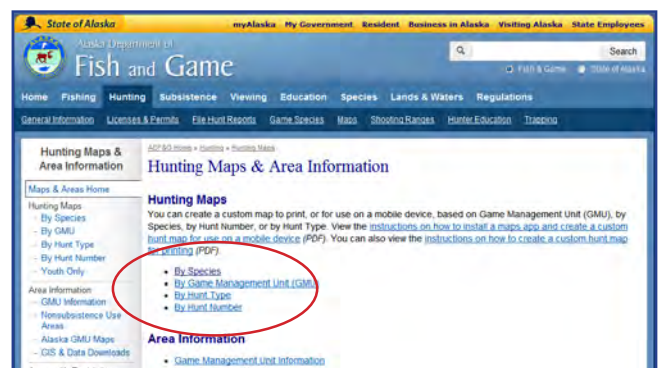 State of Alaska
myAlaska My Government Resident Business in Alaska Visiting Alaska State Employees
Alaska Department of
Fish and Game
Search
Fish & Game State of Alaska
Home Fishing Hunting Subsistence Viewing Education Species Lands & Waters Regulations
General Information Licenses & Permits File Hunt Reports Game Species Maps Shooting Ranges Hunter Education Trapping
Hunting Maps &
Area Information
Maps & Areas Home
Hunting Maps
By Species
By GMU
By Hunt Type
By Hunt Number
Youth Only
Area Information
GMU Information
Nonsubsistence Use
Areas
Alaska GMU Maps
GIS & Data Downloads
ADF&G Home » Hunting » Hunting Maps
Hunting Maps & Area Information
Hunting Maps
You can create a custom map to print, or for use on a mobile device, based on Game Management Unit (GMU), by
Species, by Hunt Number, or by Hunt Type. View the instructions on how to install a maps app and create a custom
hunt map for use on a mobile device (PDF). You can also view the instructions on how to create a custom hunt map
for printing (PDF).
• By Species
• By Game Management Unit (GMU)
• By Hunt Type
• By Hunt Number
Area Information
• Game Management Unit Information